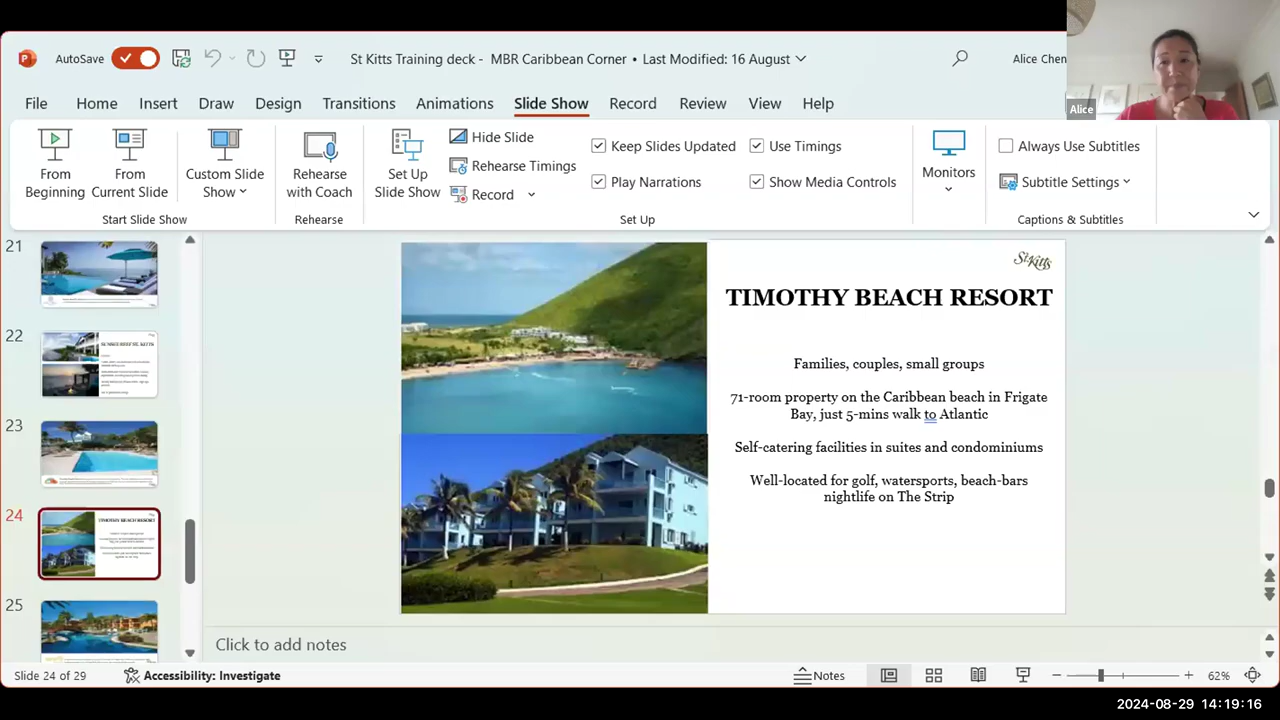 AutoSave
St Kitts Training deck - MBR Caribbean Corner • Last Modified: 16 August
Alice Chen
Alice
File Home Insert Draw Design Transitions Animations Slide Show Record Review View Help
From Beginning
From Current Slide
Custom Slide Show
Rehearse with Coach
Set Up Slide Show
Hide Slide
Rehearse Timings
Record
Keep Slides Updated
Play Narrations
Use Timings
Show Media Controls
Monitors
Always Use Subtitles
Subtitle Settings
Start Slide Show
Rehearse
Set Up
Captions & Subtitles
21
22
23
24
TIMOTHY BEACH RESORT
25
St Kitts
TIMOTHY BEACH RESORT
Families, couples, small groups
71-room property on the Caribbean beach in Frigate
Bay, just 5-mins walk to Atlantic
Self-catering facilities in suites and condominiums
Well-located for golf, watersports, beach-bars
nightlife on The Strip
Click to add notes
Slide 24 of 29
Accessibility: Investigate
Notes
62%
2024-08-29 14:19:16